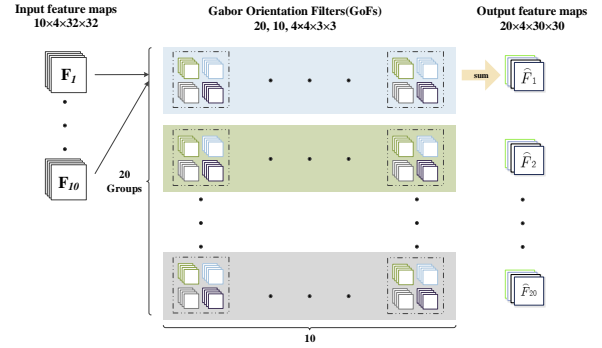 Input feature maps
10×4×32×32
Gabor Orientation Filters(GoFs)
20, 10, 4×4×3×3
Output feature maps
20×4×30×30
F1
F10
20
Groups
sum
F̂1
F̂2
F̂20
10